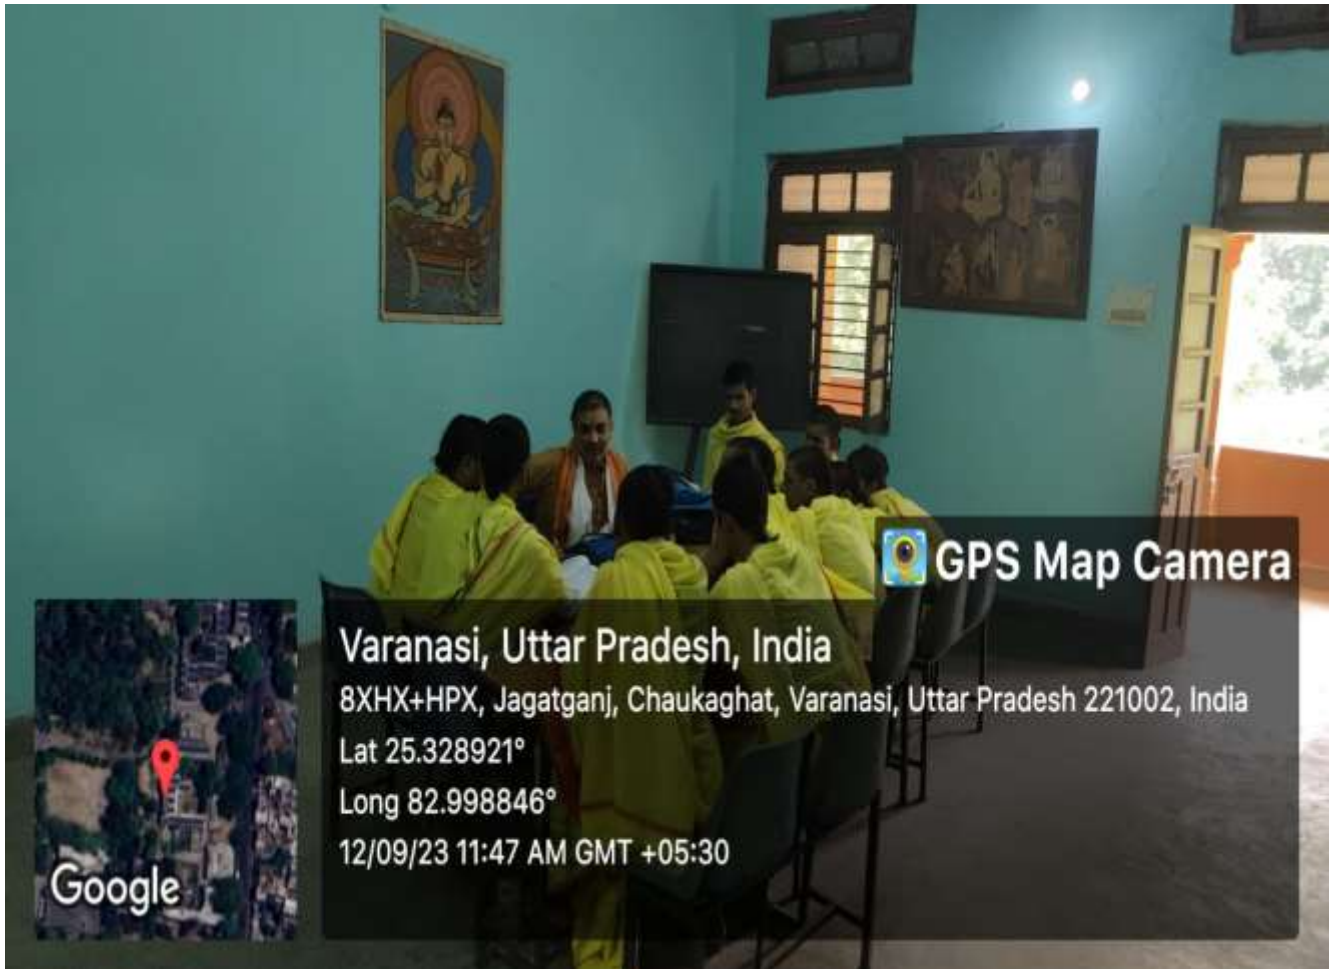 GPS Map Camera
Varanasi, Uttar Pradesh, India
8XHX+HPX, Jagatganj, Chaukaghat, Varanasi, Uttar Pradesh 221002, India
Lat 25.328921°
Long 82.998846°
12/09/23 11:47 AM GMT +05:30
Google